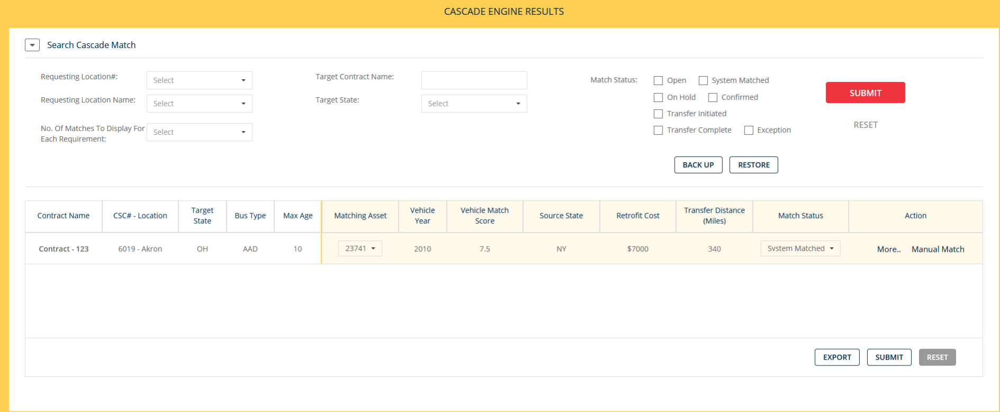 CASCADE ENGINE RESULTS
Search Cascade Match
Requesting Location#:
Select
Target Contract Name:
Match Status:
Open
System Matched
SUBMIT
Requesting Location Name:
Select
Target State:
Select
On Hold
Confirmed
Transfer Initiated
RESET
No. Of Matches To Display For
Each Requirement:
Select
Transfer Complete
Exception
BACK UP
RESTORE
Contract Name
CSC# - Location
Target
State
Bus Type
Max Age
Matching Asset
Vehicle
Year
Vehicle Match
Score
Source State
Retrofit Cost
Transfer Distance
(Miles)
Match Status
Action
Contract - 123
6019 - Akron
OH
AAD
10
23741
2010
7.5
NY
$7000
340
System Matched
More..
Manual Match
EXPORT
SUBMIT
RESET